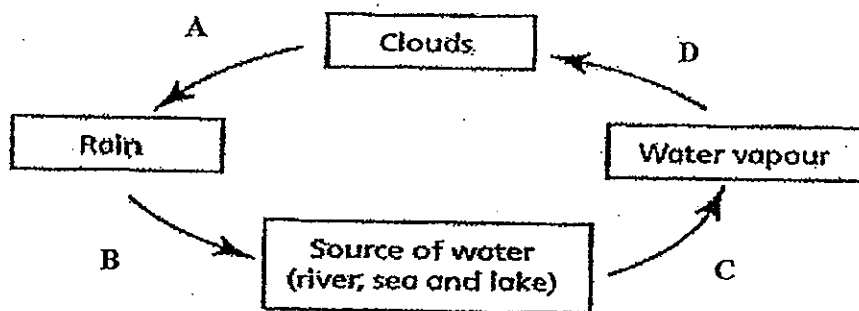 A
Clouds
D
Rain
Water vapour
B
Source of water
(river, sea and lake)
C